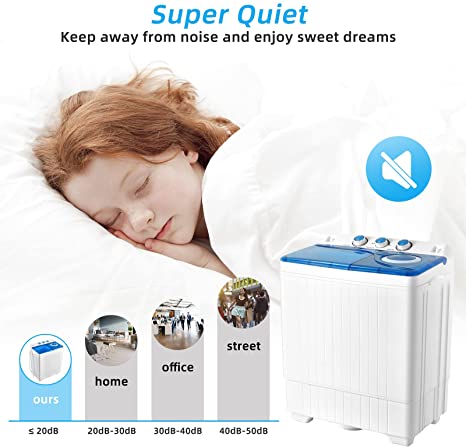 Super Quiet
Keep away from noise and enjoy sweet dreams
street
office
home
ours
≤ 20dB
20dB-30dB
30dB-40dB
40dB-50dB